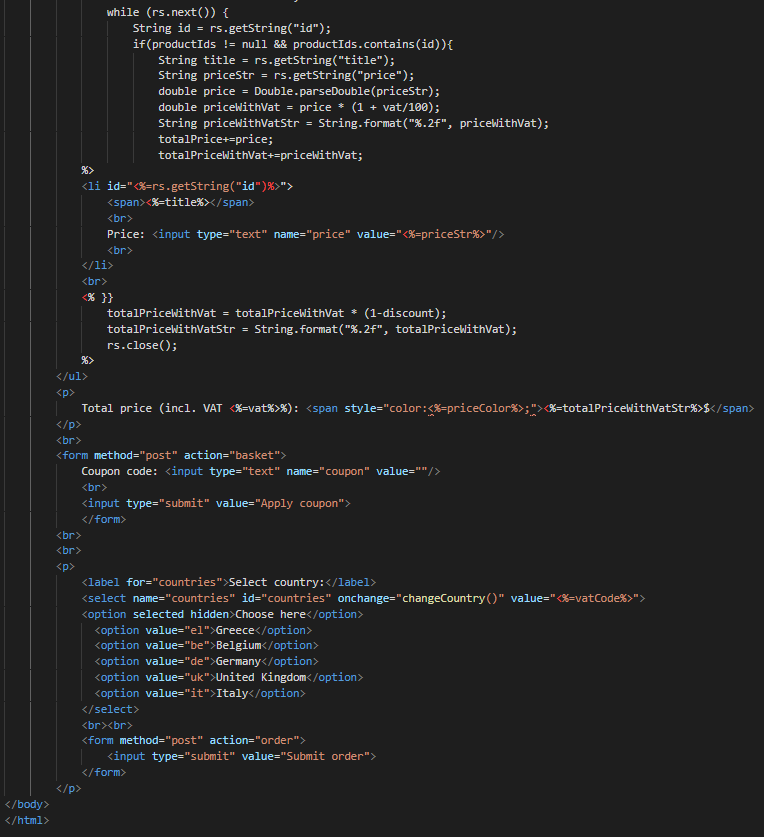 while (rs.next()) {
String id = rs.getString("id");
if(productIds != null && productIds.contains(id)){
String title = rs.getString("title");
String priceStr = rs.getString("price");
double price = Double.parseDouble(priceStr);
double priceWithVat = price * (1 + vat/100);
String priceWithVatStr = String.format("%.2f", priceWithVat);
totalPrice+=price;
totalPriceWithVat+=priceWithVat;
%>
<li id="<%=rs.getString("id")%>">
<span><%=title%></span>
<br>
Price: <input type="text" name="price" value="<%=priceStr%>"/>
<br>
</li>
<br>
<% }}
totalPriceWithVat = totalPriceWithVat * (1-discount);
totalPriceWithVatStr = String.format("%.2f", totalPriceWithVat);
rs.close();
%>
</ul>
<p>
Total price (incl. VAT <%=vat%>%): <span style="color:<%=priceColor%>;"><%=totalPriceWithVatStr%>$</span>
</p>
<br>
<form method="post" action="basket">
Coupon code: <input type="text" name="coupon" value=""/>
<br>
<input type="submit" value="Apply coupon">
</form>
<br>
<br>
<p>
<label for="countries">Select country:</label>
<select name="countries" id="countries" onchange="changeCountry()" value="<%=vatCode%>">
<option selected hidden>Choose here</option>
<option value="el">Greece</option>
<option value="be">Belgium</option>
<option value="de">Germany</option>
<option value="uk">United Kingdom</option>
<option value="it">Italy</option>
</select>
<br><br>
<form method="post" action="order">
<input type="submit" value="Submit order">
</form>
</p>
</body>
</html>